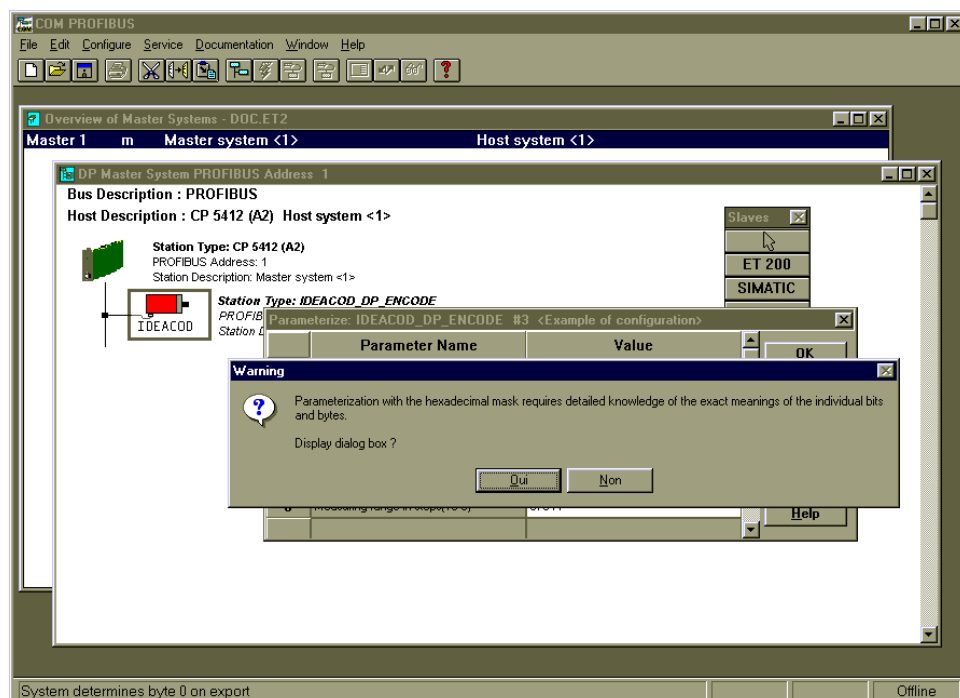 COM PROFIBUS
File Edit Configure Service Documentation Window Help
Overview of Master Systems - DOC.ET2
Master 1 m Master system <1> Host system <1>
DP Master System PROFIBUS Address 1
Bus Description : PROFIBUS
Host Description : CP 5412 (A2) Host system <1>
Station Type: CP 5412 (A2)
PROFIBUS Address: 1
Station Description: Master system <1>
Slaves
ET 200
SIMATIC
IDEACOD
Station Type: IDEACOD_DP_ENCODE
PROFIB
Station
Parameterize: IDEACOD_DP_ENCODE #3 <Example of configuration>
Parameter Name Value
OK
Warning
Parameterization with the hexadecimal mask requires detailed knowledge of the exact meanings of the individual bits
and bytes.
Display dialog box ?
Oui Non
Help
System determines byte 0 on export Offline